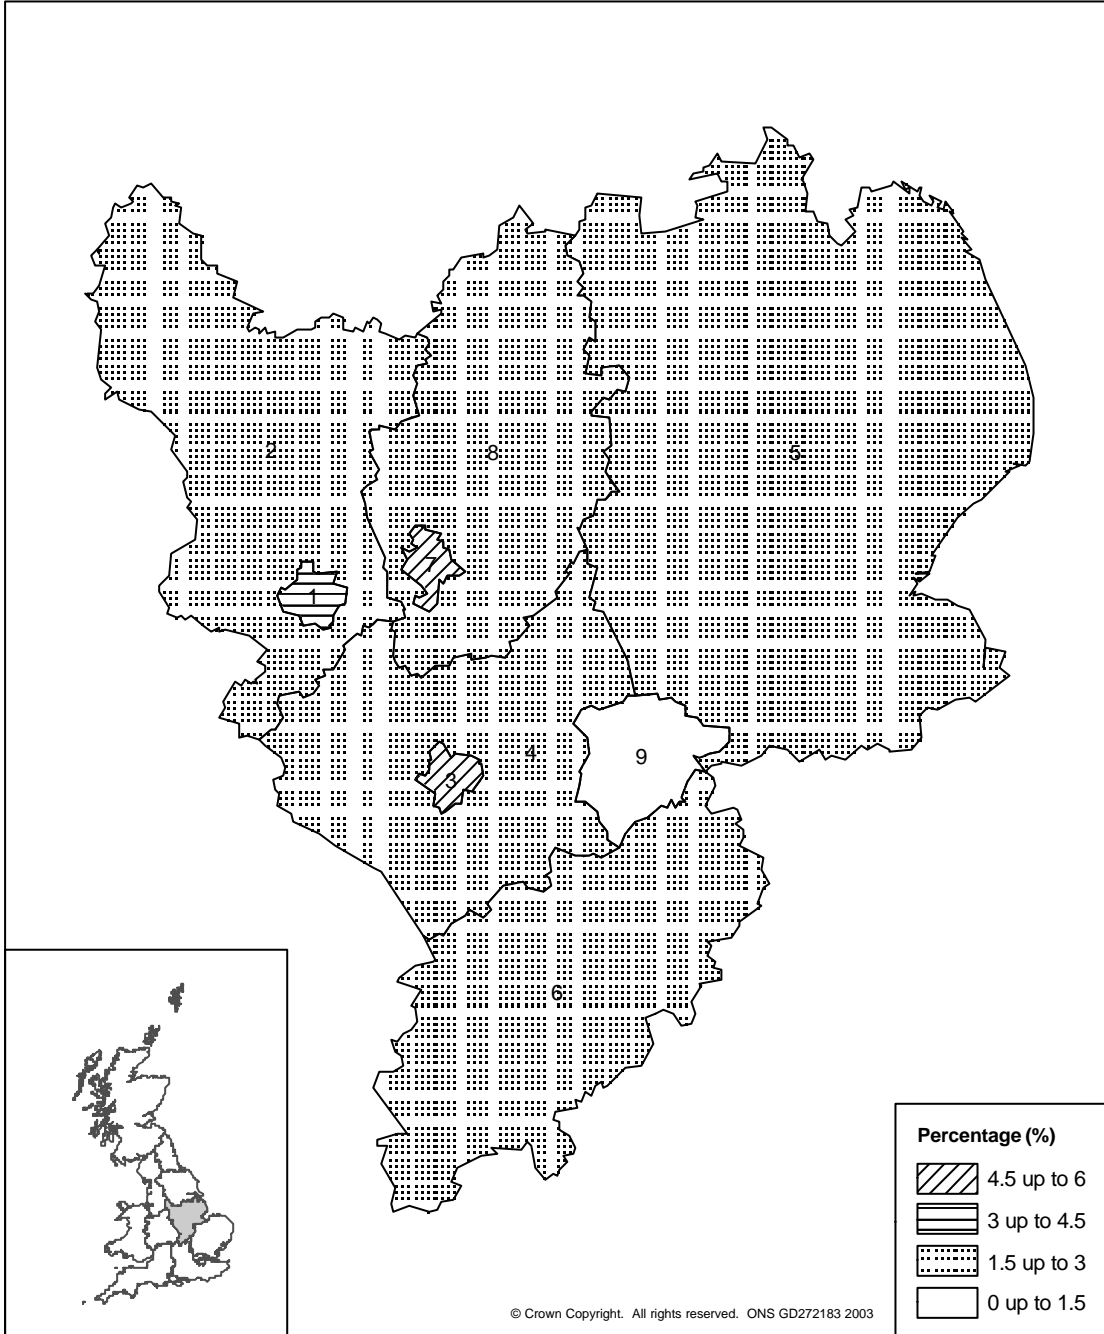 2
8
5
7
1
4
9
3
6
Percentage (%)
4.5 up to 6
3 up to 4.5
1.5 up to 3
0 up to 1.5
© Crown Copyright. All rights reserved. ONS GD272183 2003